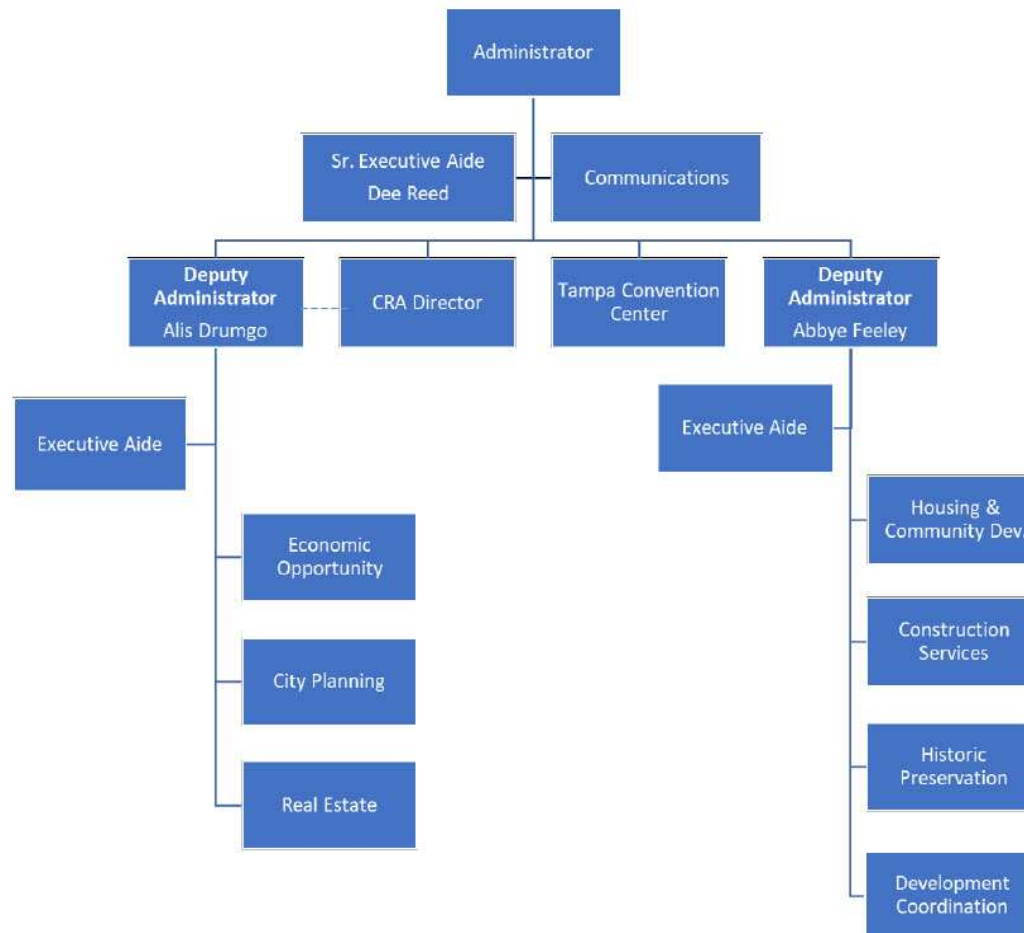 Administrator
Sr. Executive Aide
Dee Reed
Communications
Deputy
Administrator
Alis Drumgo
CRA Director
Tampa Convention
Center
Deputy
Administrator
Abbye Feeley
Executive Aide
Executive Aide
Economic
Opportunity
City Planning
Real Estate
Housing &
Community Dev.
Construction
Services
Historic
Preservation
Development
Coordination